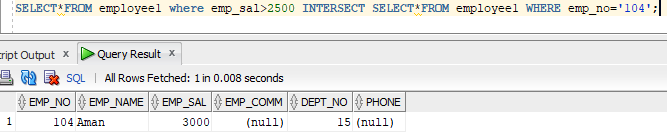 SELECT*FROM employee1 where emp_sal>2500 INTERSECT SELECT*FROM employee1 WHERE emp_no='104';
cript Output × Query Result ×
SQL | All Rows Fetched: 1 in 0.008 seconds
EMP_NO EMP_NAME EMP_SAL EMP_COMM DEPT_NO PHONE
1 104 Aman 3000 (null) 15 (null)